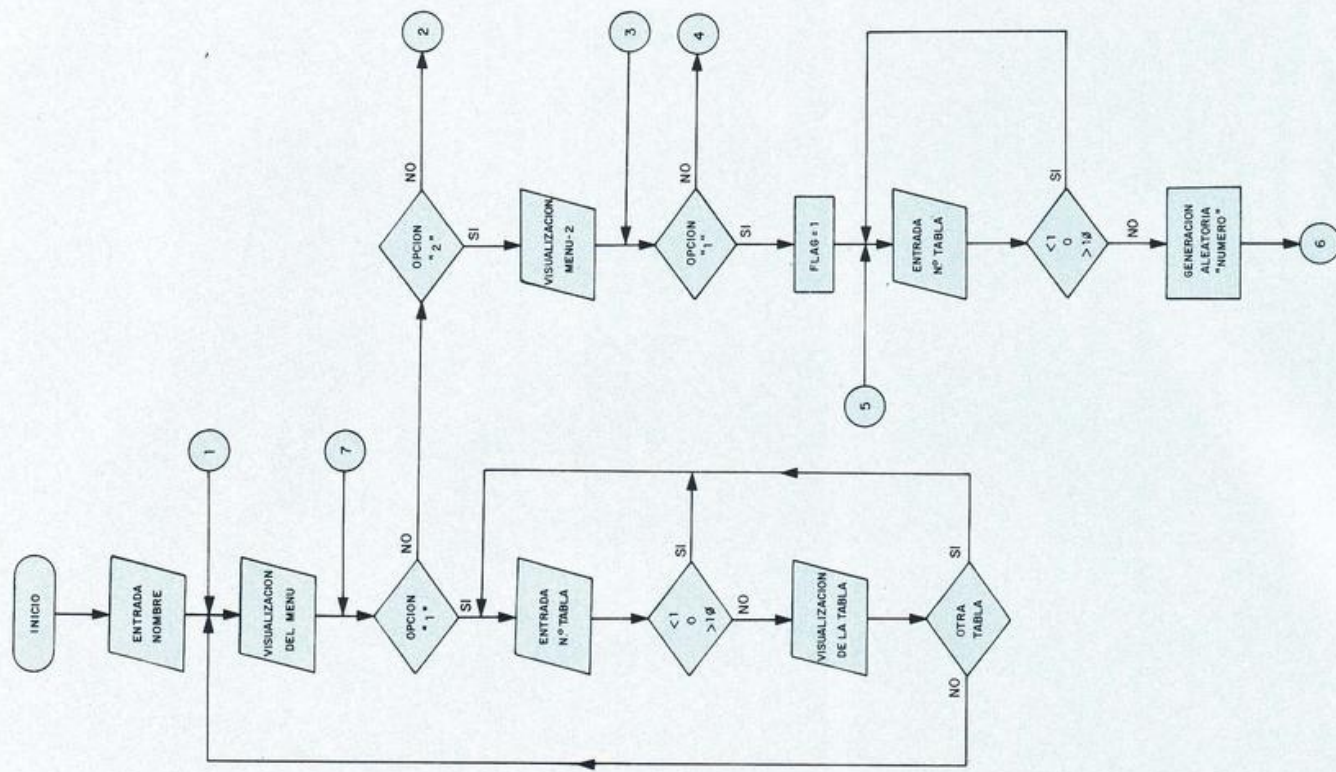 INICIO
ENTRADA
NOMBRE
1
VISUALIZACION
DEL MENU
7
OPCION
"1"
NO
SI
ENTRADA
Nº TABLA
<1
O
>1Ø
SI
NO
VISUALIZACION
DE LA TABLA
OTRA
TABLA
SI
NO
OPCION
"2"
NO
2
SI
VISUALIZACION
MENU-2
3
OPCION
"1"
NO
4
SI
FLAG=1
5
ENTRADA
Nº TABLA
<1
O
>1Ø
SI
NO
GENERACION
ALEATORIA
"NUMERO"
6